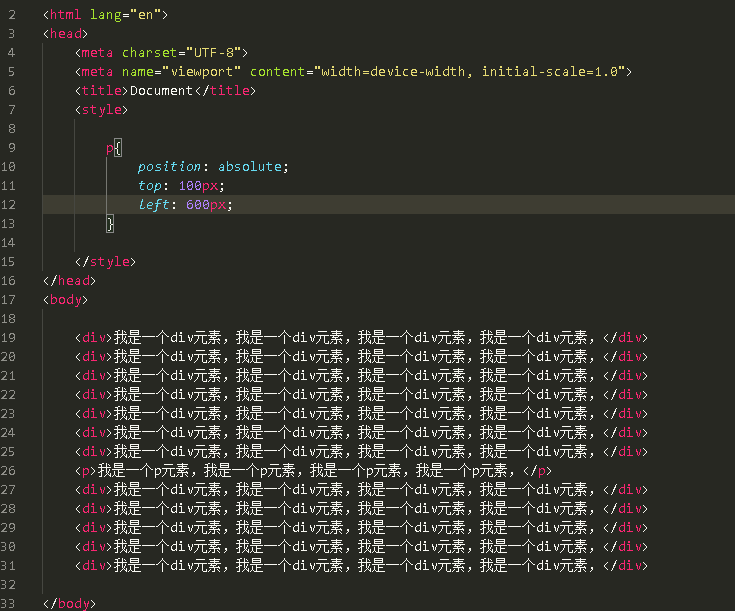 2 <html lang="en">
3 <head>
4 <meta charset="UTF-8">
5 <meta name="viewport" content="width=device-width, initial-scale=1.0">
6 <title>Document</title>
7 <style>
8
9 p{
10 position: absolute;
11 top: 100px;
12 left: 600px;
13 }
14
15 </style>
16 </head>
17 <body>
18
19 <div>我是一个div元素，我是一个div元素，我是一个div元素，我是一个div元素，</div>
20 <div>我是一个div元素，我是一个div元素，我是一个div元素，我是一个div元素，</div>
21 <div>我是一个div元素，我是一个div元素，我是一个div元素，我是一个div元素，</div>
22 <div>我是一个div元素，我是一个div元素，我是一个div元素，我是一个div元素，</div>
23 <div>我是一个div元素，我是一个div元素，我是一个div元素，我是一个div元素，</div>
24 <div>我是一个div元素，我是一个div元素，我是一个div元素，我是一个div元素，</div>
25 <div>我是一个div元素，我是一个div元素，我是一个div元素，我是一个div元素，</div>
26 <p>我是一个p元素，我是一个p元素，我是一个p元素，我是一个p元素，</p>
27 <div>我是一个div元素，我是一个div元素，我是一个div元素，我是一个div元素，</div>
28 <div>我是一个div元素，我是一个div元素，我是一个div元素，我是一个div元素，</div>
29 <div>我是一个div元素，我是一个div元素，我是一个div元素，我是一个div元素，</div>
30 <div>我是一个div元素，我是一个div元素，我是一个div元素，我是一个div元素，</div>
31 <div>我是一个div元素，我是一个div元素，我是一个div元素，我是一个div元素，</div>
32
33 </body>